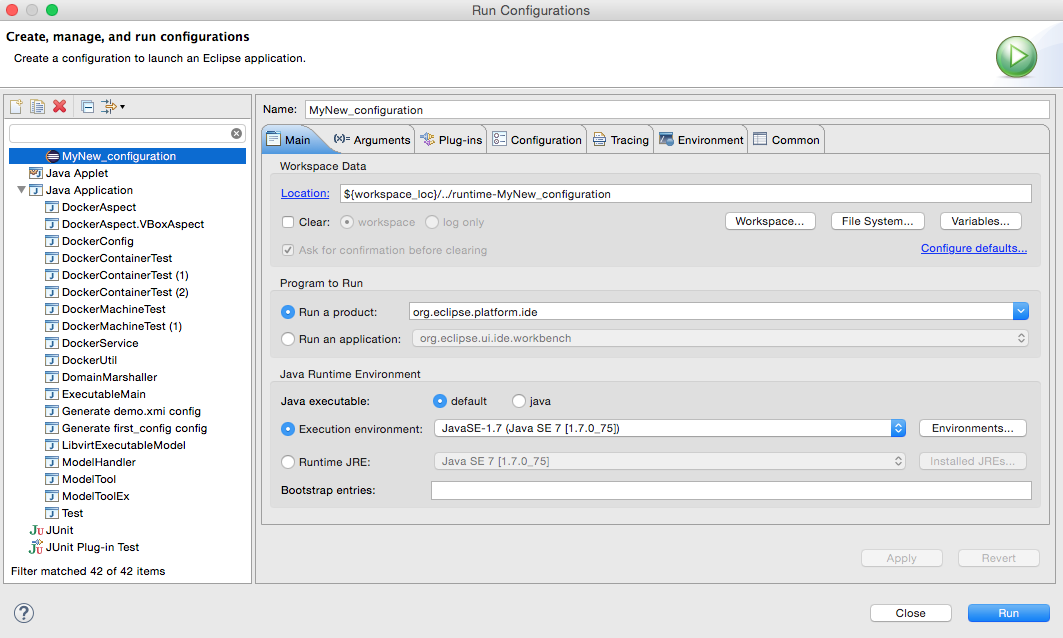 Run Configurations
Create, manage, and run configurations
Create a configuration to launch an Eclipse application.
MyNew_configuration
Java Applet
Java Application
DockerAspect
DockerAspect.VBoxAspect
DockerConfig
DockerContainerTest
DockerContainerTest (1)
DockerContainerTest (2)
DockerMachineTest
DockerMachineTest (1)
DockerService
DockerUtil
DomainMarshaller
ExecutableMain
Generate demo.xmi config
Generate first_config config
LibvirtExecutableModel
ModelHandler
ModelTool
ModelToolEx
Test
JUnit
JUnit Plug-in Test
Filter matched 42 of 42 items
Name: MyNew_configuration
Main (x)= Arguments Plug-ins Configuration Tracing Environment Common
Workspace Data
Location: ${workspace_loc}/../runtime-MyNew_configuration
Clear: workspace log only Workspace... File System... Variables...
Ask for confirmation before clearing Configure defaults...
Program to Run
Run a product: org.eclipse.platform.ide
Run an application: org.eclipse.ui.ide.workbench
Java Runtime Environment
Java executable: default java
Execution environment: JavaSE-1.7 (Java SE 7 [1.7.0_75]) Environments...
Runtime JRE: Java SE 7 [1.7.0_75] Installed JREs...
Bootstrap entries:
Apply Revert
? Close Run